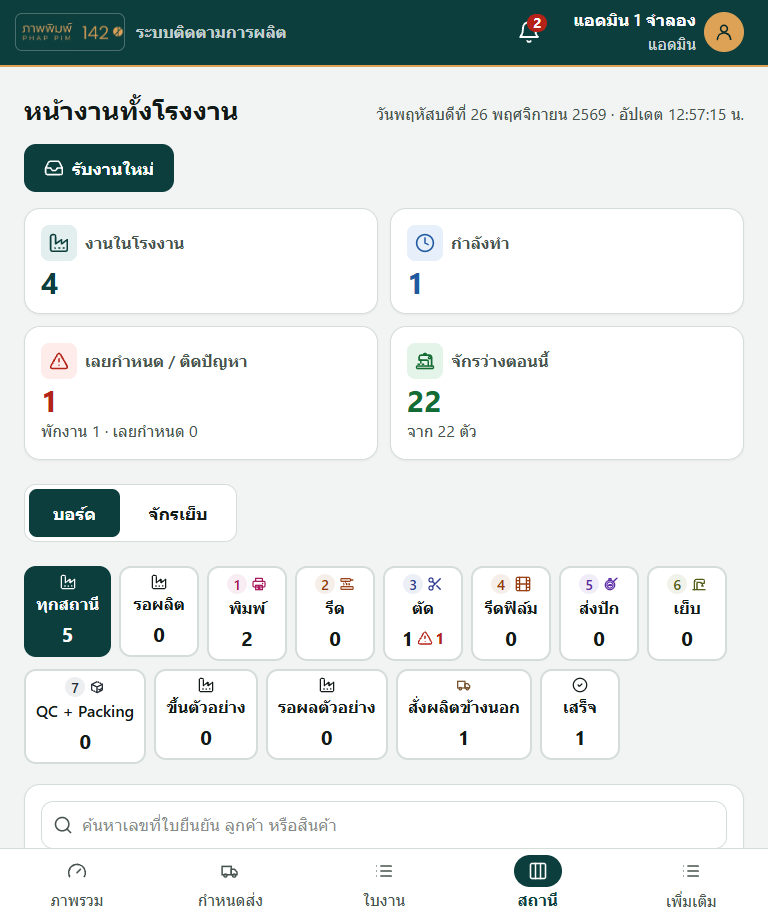 ภาพพิมพ์ 142
PHAP PIM
ระบบติดตามการผลิต
2
แอดมิน 1 จำลอง
แอดมิน
หน้างานทั้งโรงงาน
วันพฤหัสบดีที่ 26 พฤศจิกายน 2569 · อัปเดต 12:57:15 น.
รับงานใหม่
งานในโรงงาน
4
กำลังทำ
1
เลยกำหนด / ติดปัญหา
1
พักงาน 1 · เลยกำหนด 0
จักรว่างตอนนี้
22
จาก 22 ตัว
บอร์ด
จักรเย็บ
ทุกสถานี
5
รอผลิต
0
1
พิมพ์
2
2
รีด
0
3
ตัด
1 1
4
รีดฟิล์ม
0
5
ส่งปัก
0
6
เย็บ
0
7
QC + Packing
0
ขึ้นตัวอย่าง
0
รอผลตัวอย่าง
0
สั่งผลิตข้างนอก
1
เสร็จ
1
ค้นหาเลขที่ใบยืนยัน ลูกค้า หรือสินค้า
ภาพรวม
กำหนดส่ง
ใบงาน
สถานี
เพิ่มเติม